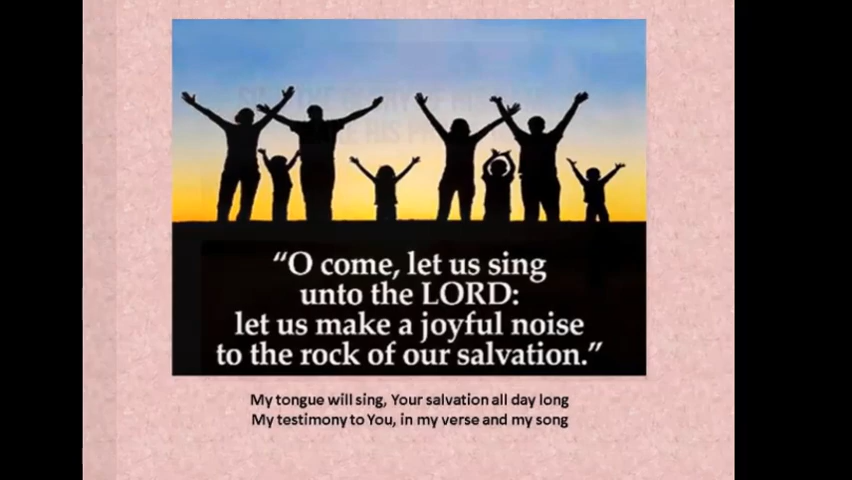 “O come, let us sing
unto the LORD:
let us make a joyful noise
to the rock of our salvation.”
My tongue will sing, Your salvation all day long
My testimony to You, in my verse and my song